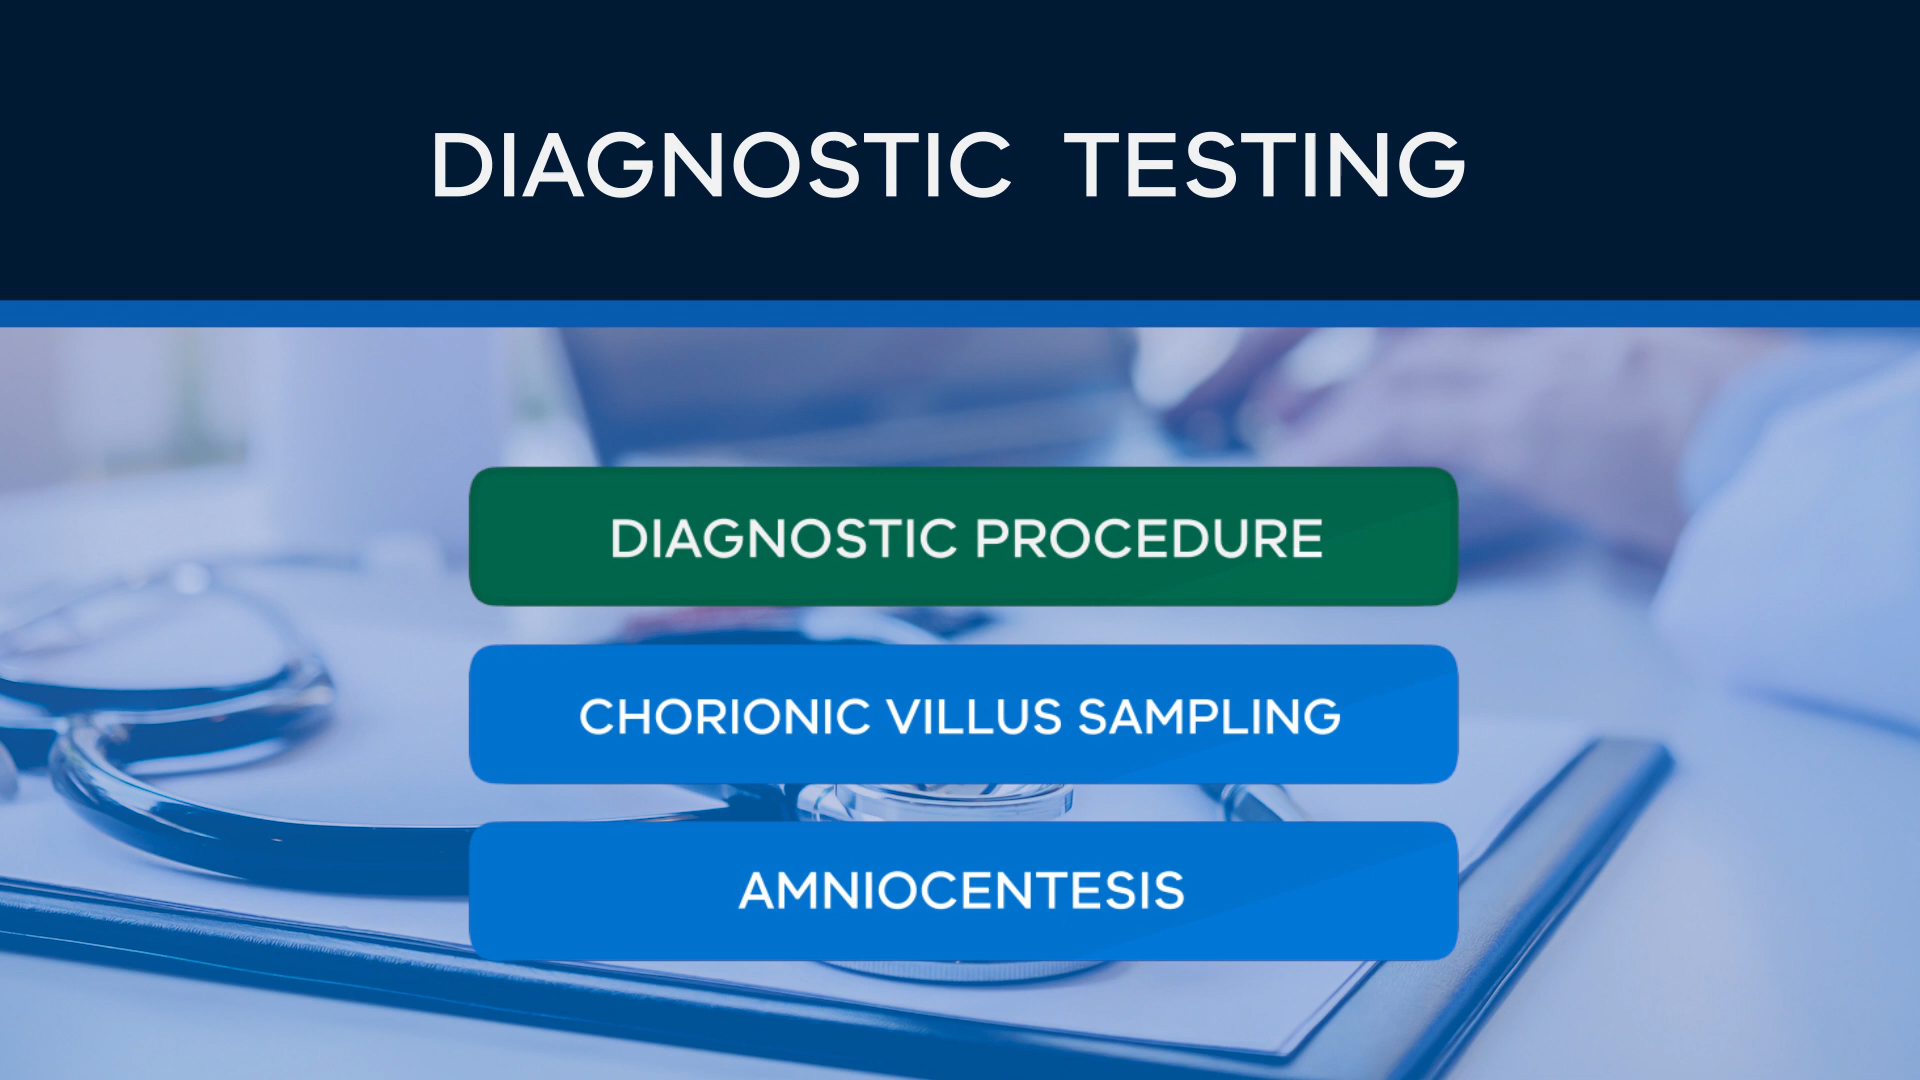 DIAGNOSTIC TESTING
DIAGNOSTIC PROCEDURE
CHORIONIC VILLUS SAMPLING
AMNIOCENTESIS